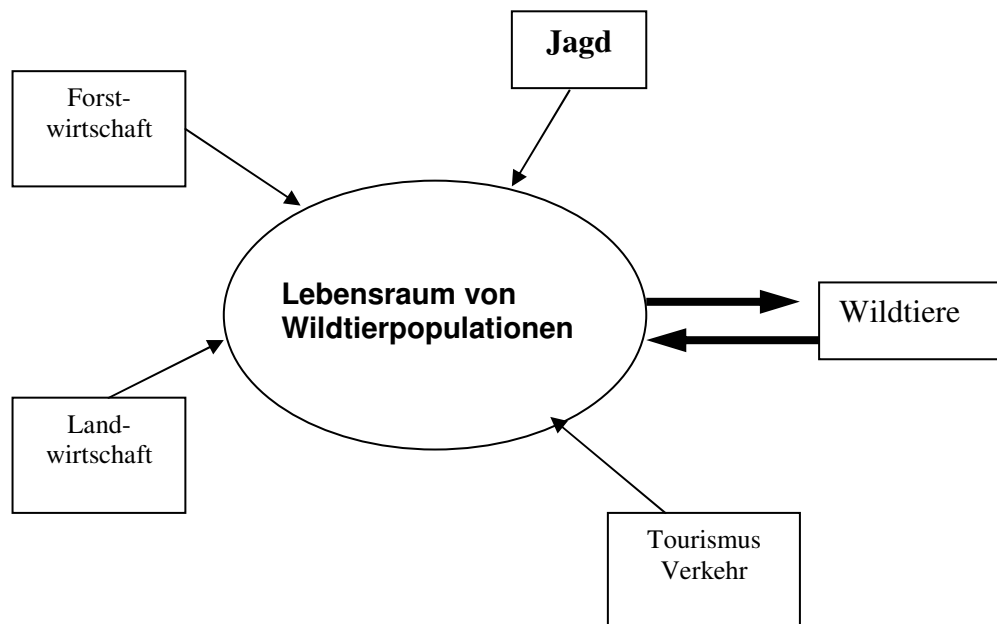 Jagd
Forst-
wirtschaft
Lebensraum von
Wildtierpopulationen
Wildtiere
Land-
wirtschaft
Tourismus
Verkehr